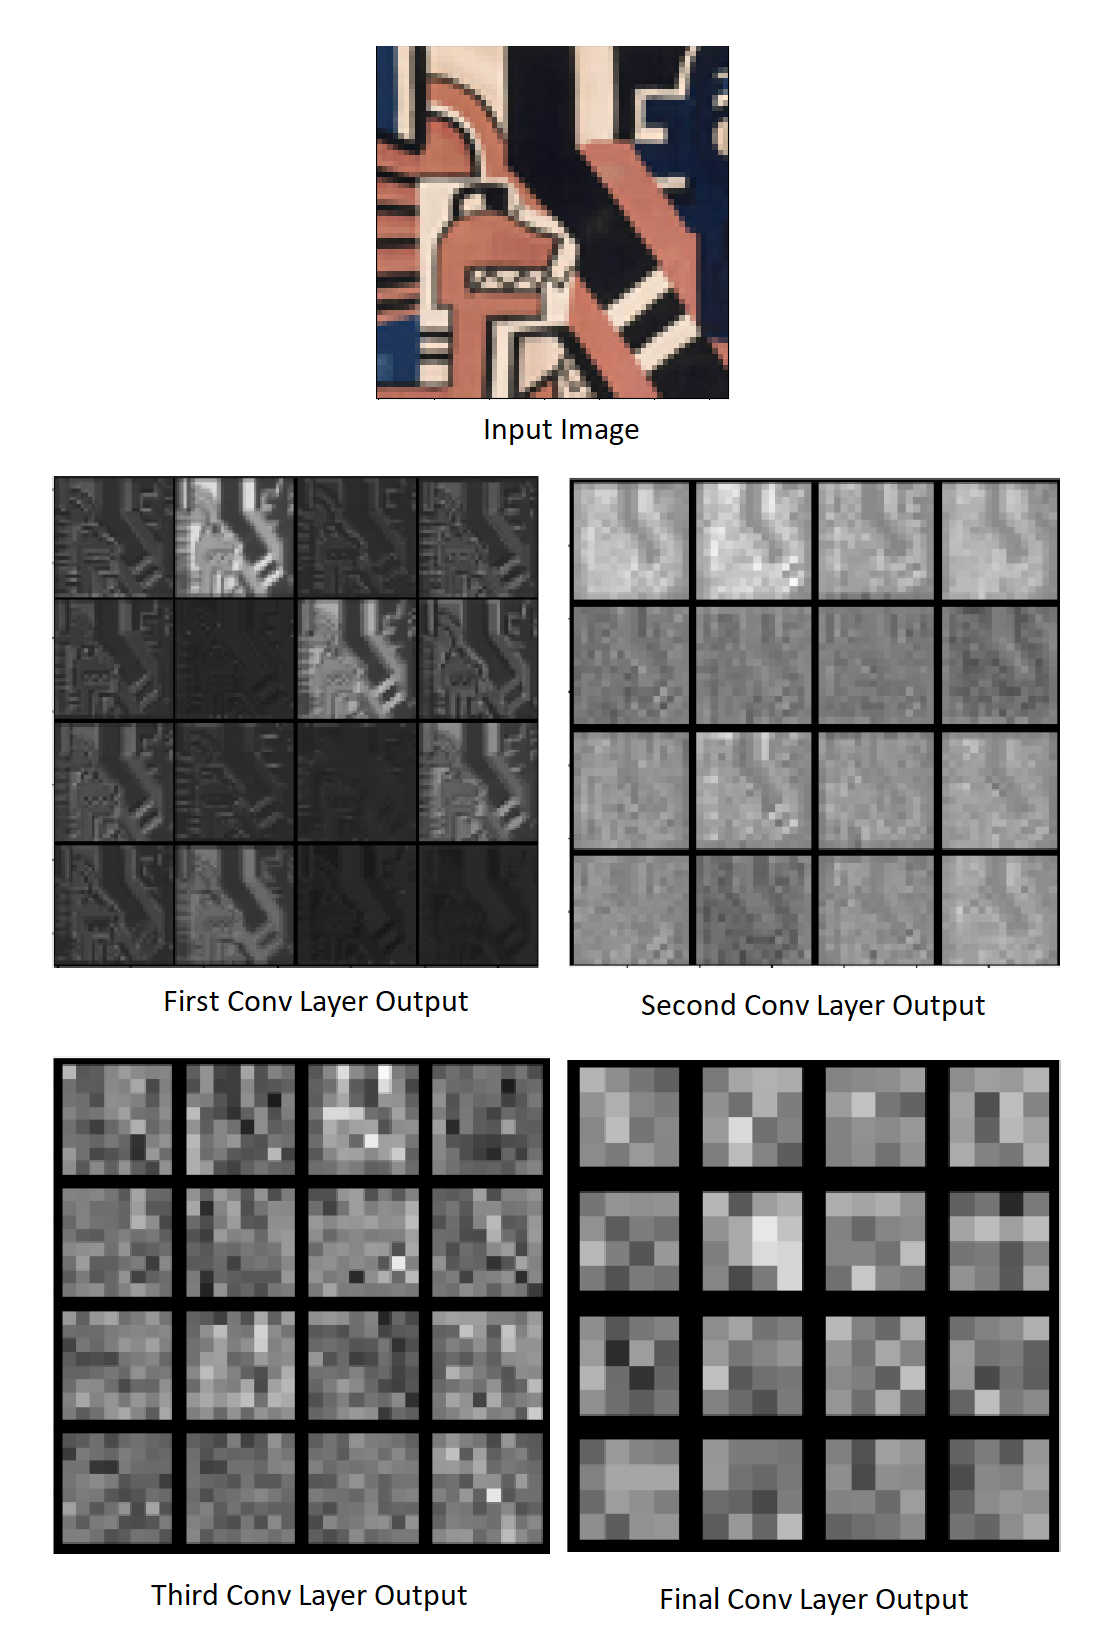 Input Image
First Conv Layer Output
Second Conv Layer Output
Third Conv Layer Output
Final Conv Layer Output